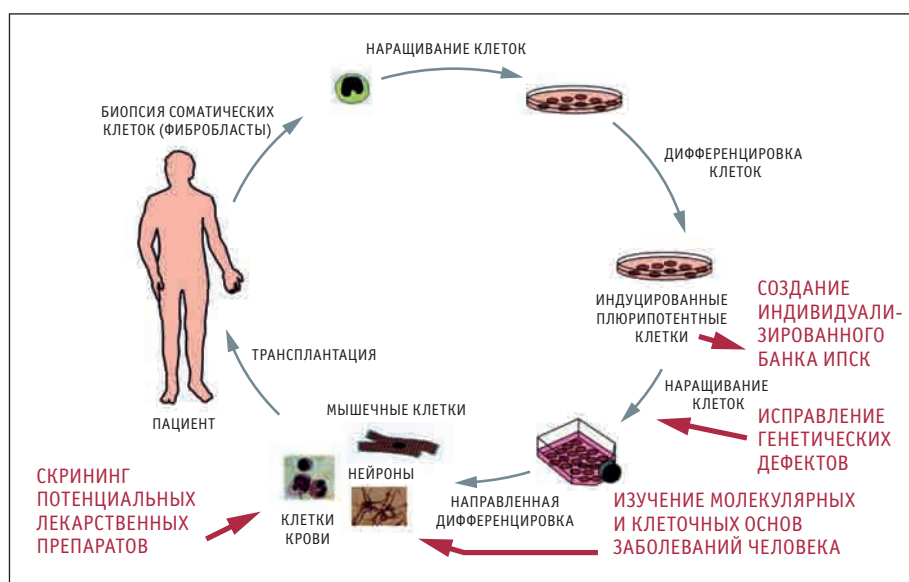 НАРАЩИВАНИЕ КЛЕТОК
БИОПСИЯ СОМАТИЧЕСКИХ
КЛЕТОК (ФИБРОБЛАСТЫ)
ДИФФЕРЕНЦИРОВКА
КЛЕТОК
ИНДУЦИРОВАННЫЕ
ПЛЮРИПОТЕНТНЫЕ
КЛЕТКИ
СОЗДАНИЕ
ИНДИВИДУАЛИ-
ЗИРОВАННОГО
БАНКА ИПСК
НАРАЩИВАНИЕ
КЛЕТОК
ИСПРАВЛЕНИЕ
ГЕНЕТИЧЕСКИХ
ДЕФЕКТОВ
ТРАНСПЛАНТАЦИЯ
ПАЦИЕНТ
МЫШЕЧНЫЕ КЛЕТКИ
НЕЙРОНЫ
КЛЕТКИ
КРОВИ
НАПРАВЛЕННАЯ
ДИФФЕРЕНЦИРОВКА
СКРИНИНГ
ПОТЕНЦИАЛЬНЫХ
ЛЕКАРСТВЕННЫХ
ПРЕПАРАТОВ
ИЗУЧЕНИЕ МОЛЕКУЛЯРНЫХ
И КЛЕТОЧНЫХ ОСНОВ
ЗАБОЛЕВАНИЙ ЧЕЛОВЕКА